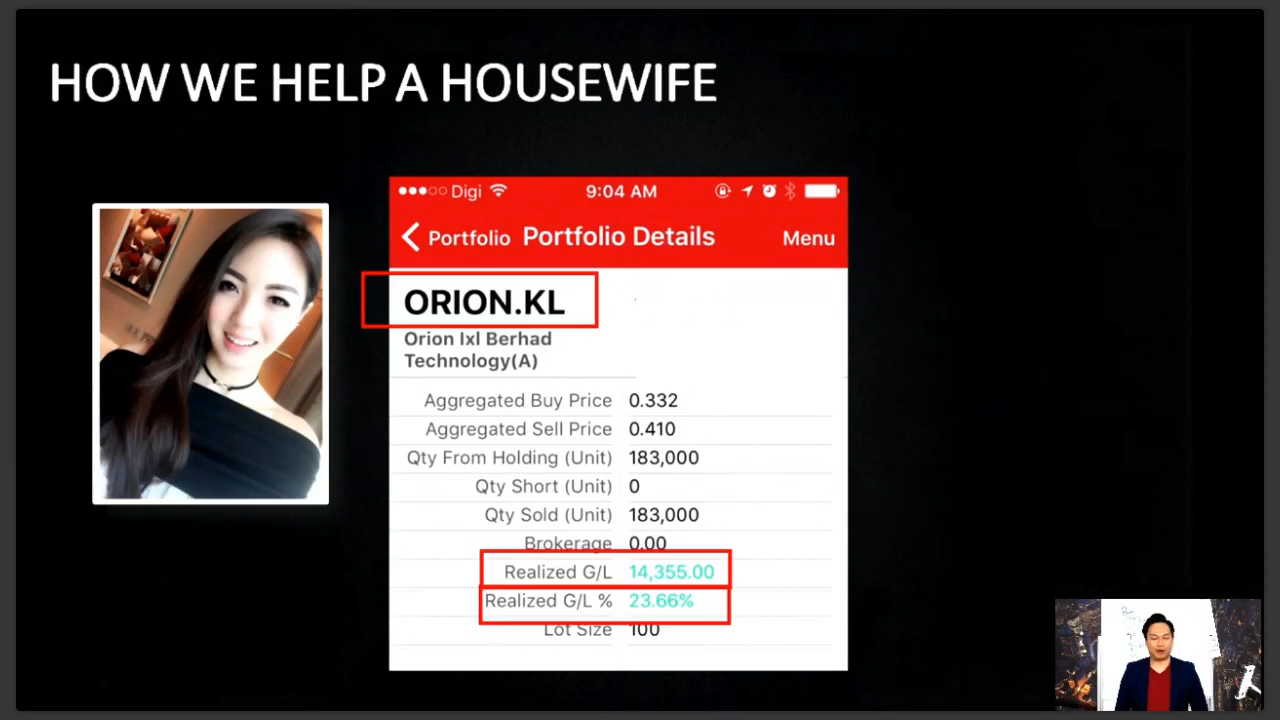 HOW WE HELP A HOUSEWIFE
Digi 9:04 AM
Portfolio Portfolio Details Menu
ORION.KL
Orion Ixl Berhad
Technology(A)
Aggregated Buy Price 0.332
Aggregated Sell Price 0.410
Qty From Holding (Unit) 183,000
Qty Short (Unit) 0
Qty Sold (Unit) 183,000
Brokerage 0.00
Realized G/L 14,355.00
Realized G/L % 23.66%
Lot Size 100